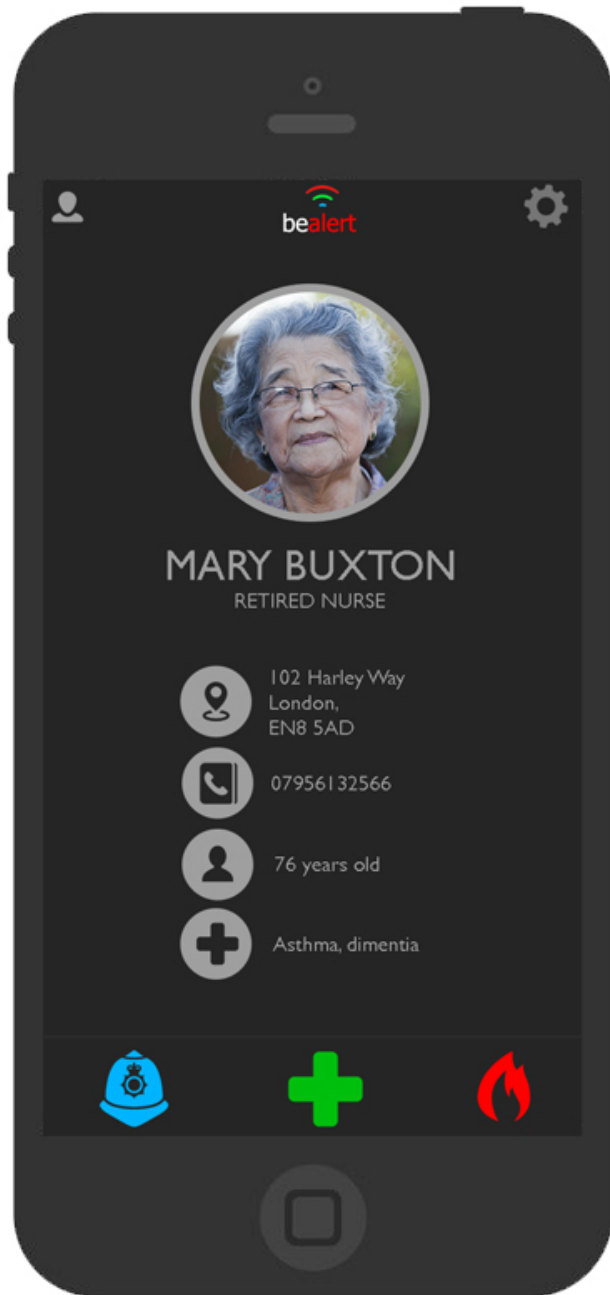 bealert
MARY BUXTON
RETIRED NURSE
102 Harley Way
London,
EN8 5AD
07956132566
76 years old
Asthma, dimentia